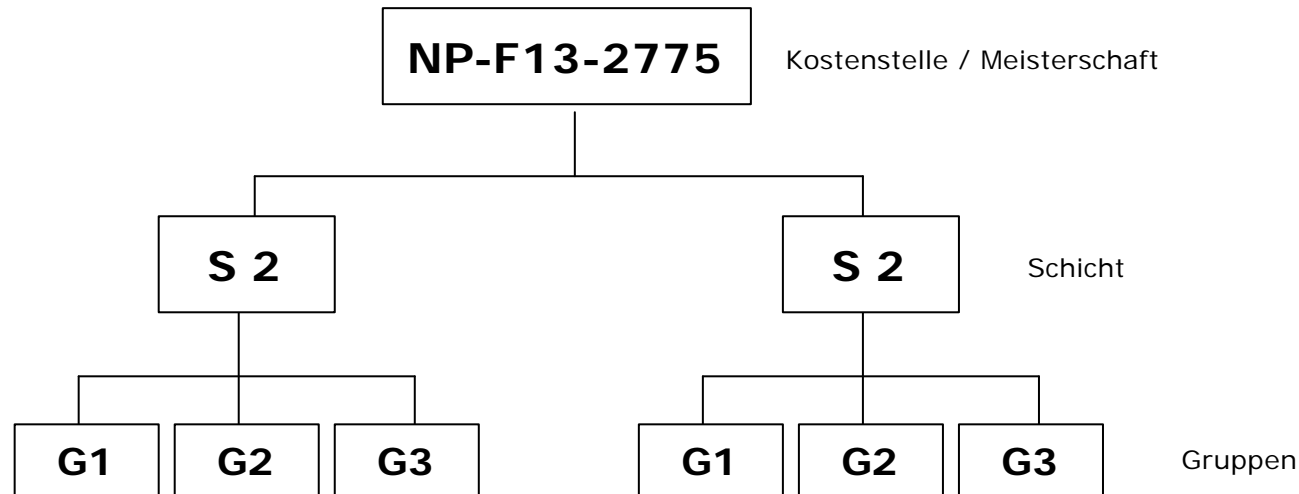 NP-F13-2775 Kostenstelle / Meisterschaft
S 2 S 2 Schicht
G1 G2 G3 G1 G2 G3 Gruppen